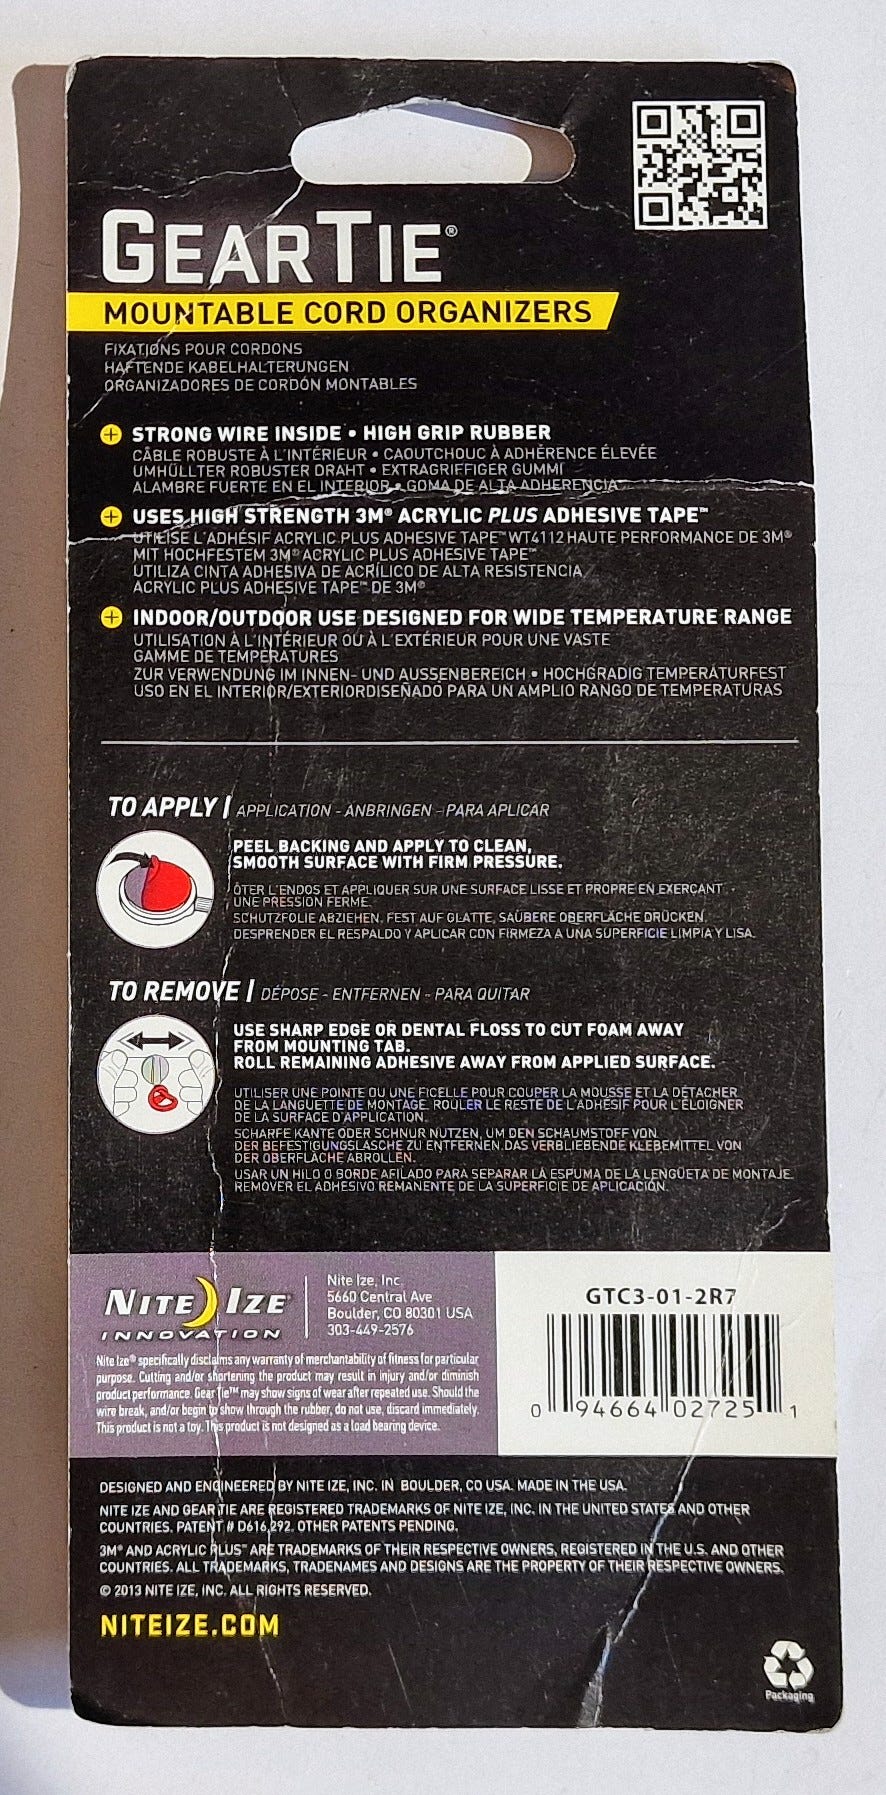 GEARTIE®
MOUNTABLE CORD ORGANIZERS
FIXATIONS POUR CORDONS
HAFTENDE KABELHALTERUNGEN
ORGANIZADORES DE CORDÓN MONTABLES
STRONG WIRE INSIDE • HIGH GRIP RUBBER
CÂBLE ROBUSTE À L'INTÉRIEUR • CAOUTCHOUC À ADHÉRENCE ÉLEVÉE
UMHÜLLTER ROBUSTER DRAHT • EXTRAGRIFFIGER GUMMI
ALAMBRE FUERTE EN EL INTERIOR • GOMA DE ALTA ADHERENCIA
USES HIGH STRENGTH 3M® ACRYLIC PLUS ADHESIVE TAPE™
UTILISE L'ADHÉSIF ACRYLIC PLUS ADHESIVE TAPE™ WT4112 HAUTE PERFORMANCE DE 3M®
MIT HOCHFESTEM 3M® ACRYLIC PLUS ADHESIVE TAPE™
UTILIZA CINTA ADHESIVA DE ACRÍLICO DE ALTA RESISTENCIA
ACRYLIC PLUS ADHESIVE TAPE™ DE 3M®
INDOOR/OUTDOOR USE DESIGNED FOR WIDE TEMPERATURE RANGE
UTILISATION À L'INTÉRIEUR OU À L'EXTÉRIEUR POUR UNE VASTE
GAMME DE TEMPÉRATURES
ZUR VERWENDUNG IM INNEN- UND AUSSENBEREICH • HOCHGRADIG TEMPERATURFEST
USO EN EL INTERIOR/EXTERIORDISEÑADO PARA UN AMPLIO RANGO DE TEMPERATURAS
TO APPLY | APPLICATION - ANBRINGEN - PARA APLICAR
PEEL BACKING AND APPLY TO CLEAN,
SMOOTH SURFACE WITH FIRM PRESSURE.
ÔTER L'ENDOS ET APPLIQUER SUR UNE SURFACE LISSE ET PROPRE EN EXERÇANT
UNE PRESSION FERME.
SCHUTZFOLIE ABZIEHEN, FEST AUF GLATTE, SAUBERE OBERFLÄCHE DRÜCKEN.
DESPRENDER EL RESPALDO Y APLICAR CON FIRMEZA A UNA SUPERFICIE LIMPIA Y LISA.
TO REMOVE | DÉPOSE - ENTFERNEN - PARA QUITAR
USE SHARP EDGE OR DENTAL FLOSS TO CUT FOAM AWAY
FROM MOUNTING TAB.
ROLL REMAINING ADHESIVE AWAY FROM APPLIED SURFACE.
UTILISER UNE POINTE OU UNE FICELLE POUR COUPER LA MOUSSE ET LA DÉTACHER
DE LA LANGUETTE DE MONTAGE. ROULER LE RESTE DE L'ADHÉSIF POUR L'ÉLOIGNER
DE LA SURFACE D'APPLICATION.
SCHARFE KANTE ODER SCHNUR NUTZEN, UM DEN SCHAUMSTOFF VON
DER BEFESTIGUNGSLASCHE ZU ENTFERNEN. DAS VERBLIEBENDE KLEBEMITTEL VON
DER OBERFLÄCHE ABROLLEN.
USAR UN HILO O BORDE AFILADO PARA SEPARAR LA ESPUMA DE LA LENGÜETA DE MONTAJE.
REMOVER EL ADHESIVO REMANENTE DE LA SUPERFICIE DE APLICACIÓN.
NITE IZE
INNOVATION
Nite Ize, Inc.
5660 Central Ave
Boulder, CO 80301 USA
303-449-2576
Nite Ize® specifically disclaims any warranty of merchantability of fitness for particular
purpose. Cutting and/or shortening the product may result in injury and/or diminish
product performance. Gear Tie™ may show signs of wear after repeated use. Should the
wire break, and/or begin to show through the rubber, do not use, discard immediately.
This product is not a toy. This product is not designed as a load bearing device.
GTC3-01-2R7
0 94664 02725 1
DESIGNED AND ENGINEERED BY NITE IZE, INC. IN BOULDER, CO USA. MADE IN THE USA.
NITE IZE AND GEAR TIE ARE REGISTERED TRADEMARKS OF NITE IZE, INC. IN THE UNITED STATES AND OTHER
COUNTRIES. PATENT # D616,292. OTHER PATENTS PENDING.
3M® AND ACRYLIC PLUS™ ARE TRADEMARKS OF THEIR RESPECTIVE OWNERS, REGISTERED IN THE U.S. AND OTHER
COUNTRIES. ALL TRADEMARKS, TRADENAMES AND DESIGNS ARE THE PROPERTY OF THEIR RESPECTIVE OWNERS.
© 2013 NITE IZE, INC. ALL RIGHTS RESERVED.
NITEIZE.COM
Packaging